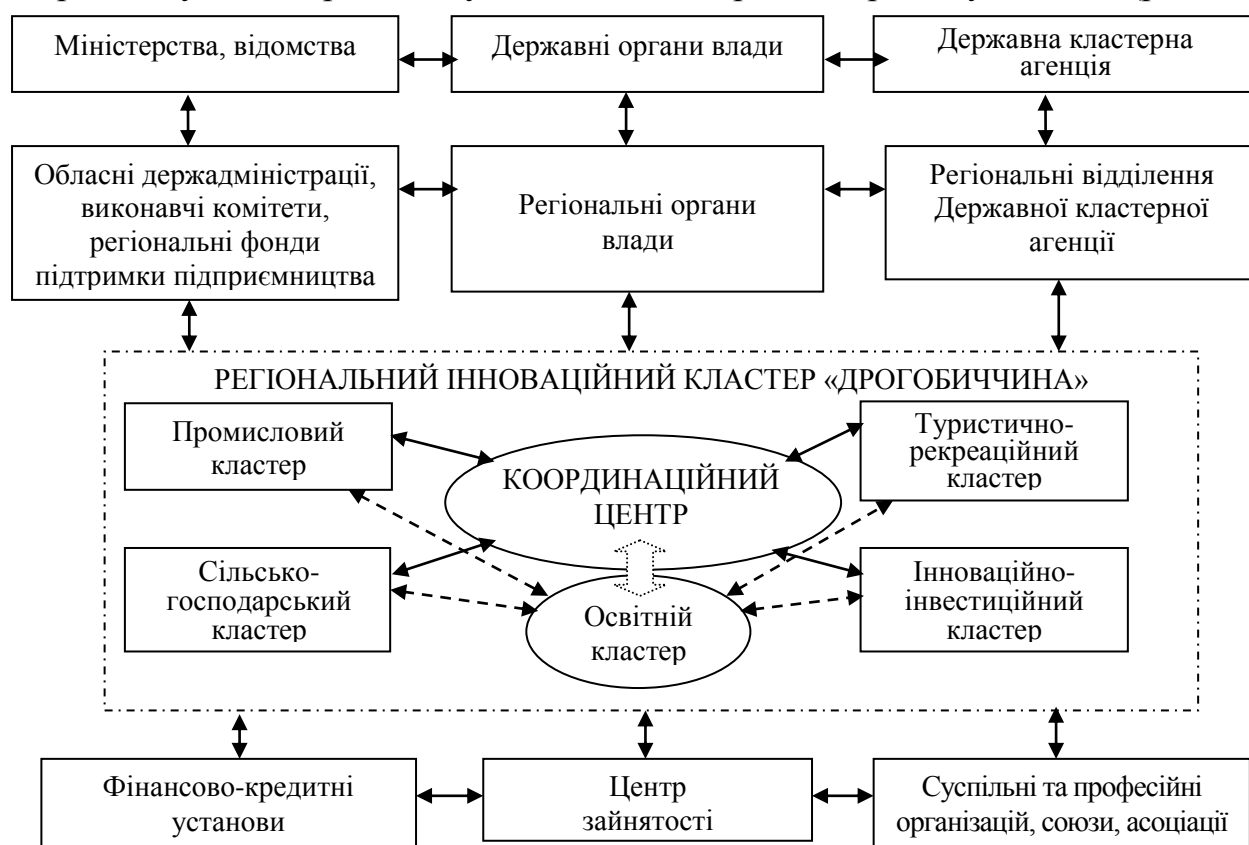 Міністерства, відомства
Державні органи влади
Державна кластерна
агенція
Обласні держадміністрації,
виконавчі комітети,
регіональні фонди
підтримки підприємництва
Регіональні органи
влади
Регіональні відділення
Державної кластерної
агенції
РЕГІОНАЛЬНИЙ ІННОВАЦІЙНИЙ КЛАСТЕР «ДРОГОБИЧЧИНА»
Промисловий
кластер
КООРДИНАЦІЙНИЙ
ЦЕНТР
Туристично-
рекреаційний
кластер
Сільсько-
господарський
кластер
Освітній
кластер
Інноваційно-
інвестиційний
кластер
Фінансово-кредитні
установи
Центр
зайнятості
Суспільні та професійні
організацій, союзи, асоціації